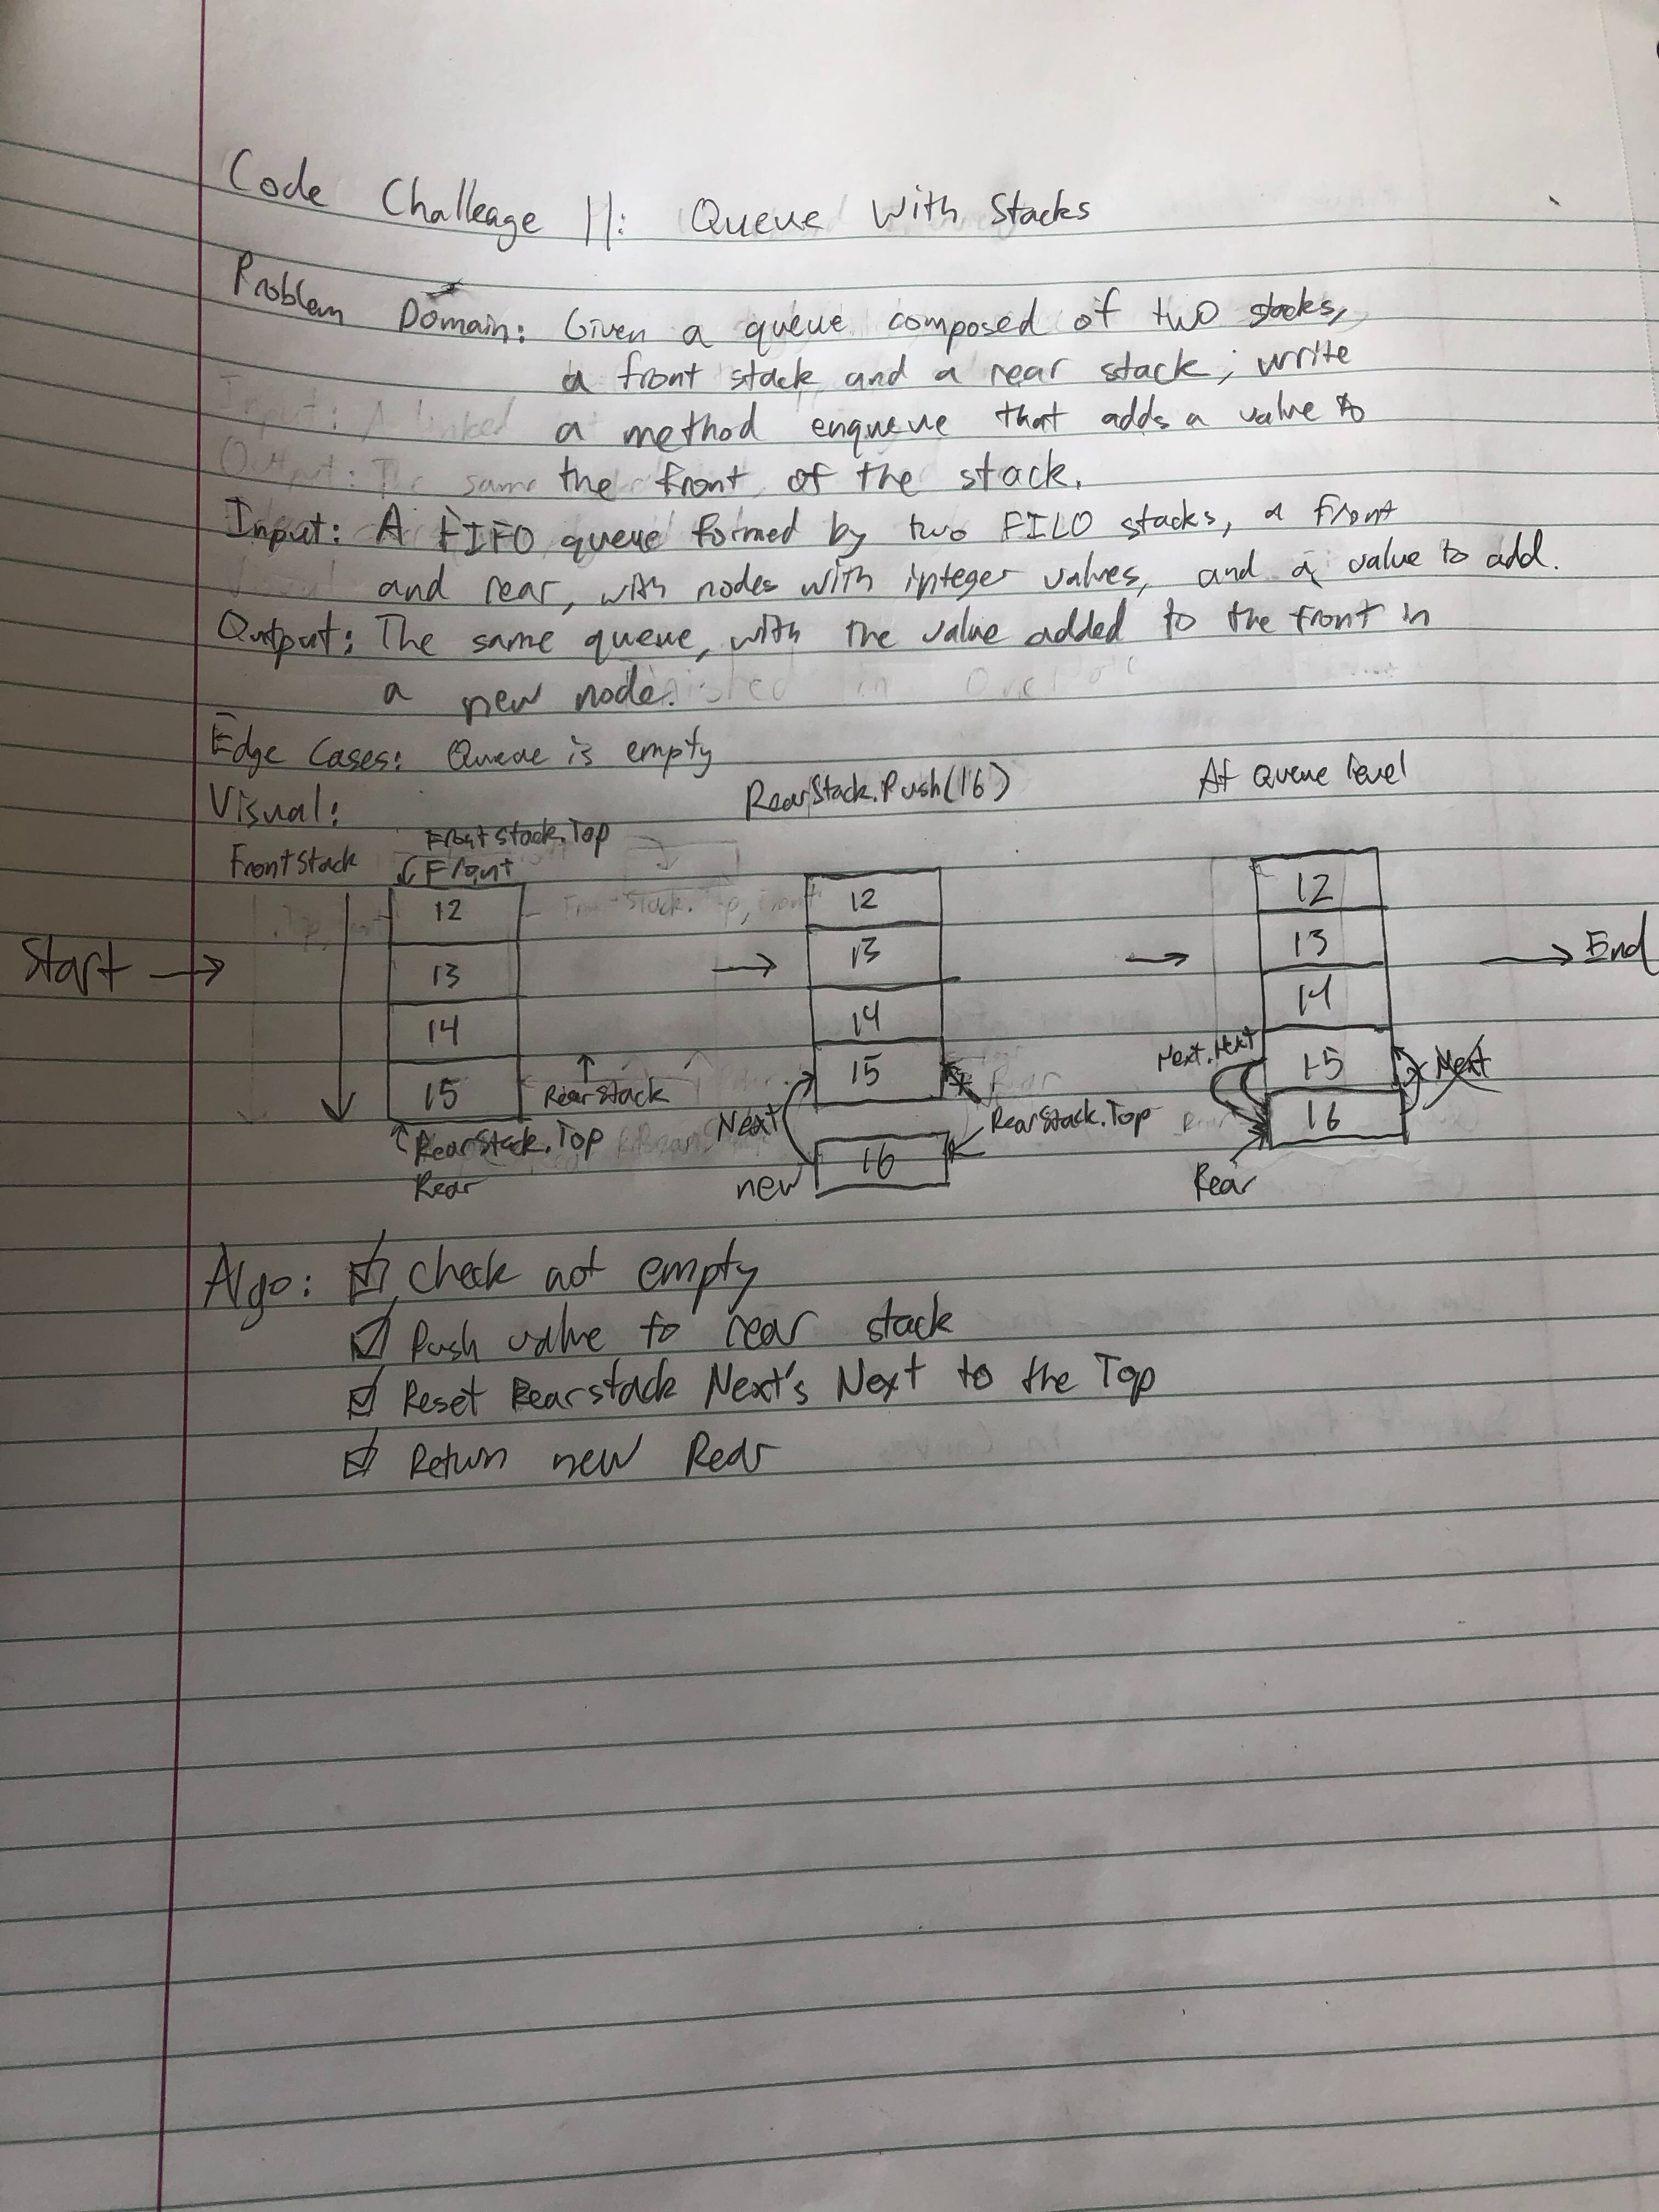 Code Challenge 11: Queue With Stacks
Problem Domain: Given a queue composed of two stacks,
a front stack and a rear stack; write
a method enqueue that adds a value to
the front of the stack.
Input: A FIFO queue formed by two FILO stacks, a front
and rear, with nodes with integer values, and a value to add.
Output: The same queue, with the value added to the front in
a new node.
Edge Cases: Queue is empty
Visual:
RearStack.Push(16)
At Queue level
FrontStack
FrontStack.Top
Front
Start
12
13
14
15
RearStack
RearStack.Top
Rear
12
13
14
15
Next
new
16
RearStack.Top
12
13
14
15
16
Next.Next
Next
Rear
End
Algo: Check not empty
Push value to rear stack
Reset Rearstack Next's Next to the Top
Return new Rear